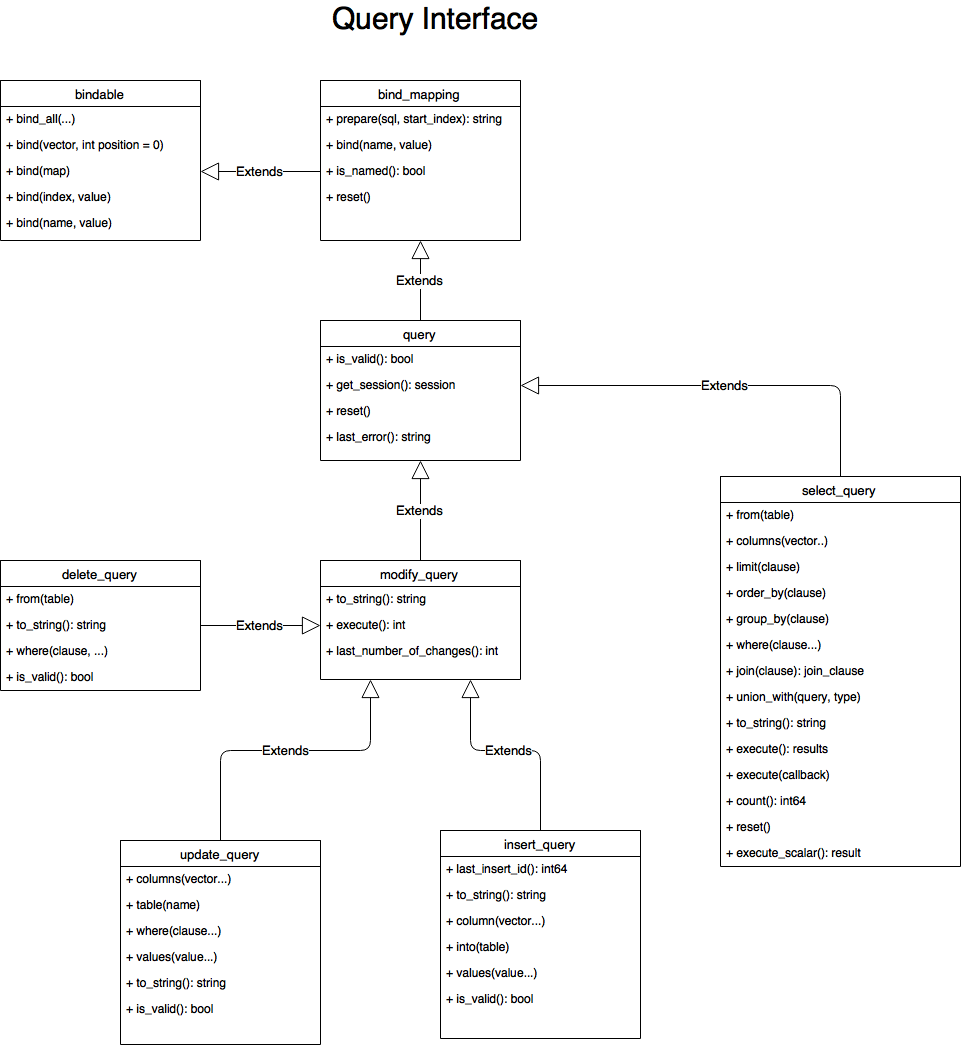 Query Interface
bindable
+ bind_all(...)
+ bind(vector, int position = 0)
+ bind(map)
+ bind(index, value)
+ bind(name, value)
Extends
bind_mapping
+ prepare(sql, start_index): string
+ bind(name, value)
+ is_named(): bool
+ reset()
Extends
query
+ is_valid(): bool
+ get_session(): session
+ reset()
+ last_error(): string
Extends
Extends
select_query
+ from(table)
+ columns(vector..)
+ limit(clause)
+ order_by(clause)
+ group_by(clause)
+ where(clause...)
+ join(clause): join_clause
+ union_with(query, type)
+ to_string(): string
+ execute(): results
+ execute(callback)
+ count(): int64
+ reset()
+ execute_scalar(): result
delete_query
+ from(table)
+ to_string(): string
+ where(clause, ...)
+ is_valid(): bool
Extends
modify_query
+ to_string(): string
+ execute(): int
+ last_number_of_changes(): int
Extends
Extends
update_query
+ columns(vector...)
+ table(name)
+ where(clause...)
+ values(value...)
+ to_string(): string
+ is_valid(): bool
insert_query
+ last_insert_id(): int64
+ to_string(): string
+ column(vector...)
+ into(table)
+ values(value...)
+ is_valid(): bool